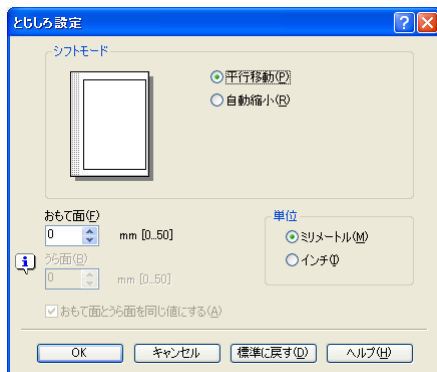 とじしろ設定
シフトモード
平行移動(P)
自動縮小(R)
おもて面(F)
0 mm [0..50]
うら面(B)
0 mm [0..50]
おもて面とうら面を同じ値にする(A)
単位
ミリメートル(M)
インチ(I)
OK キャンセル 標準に戻す(D) ヘルプ(H)